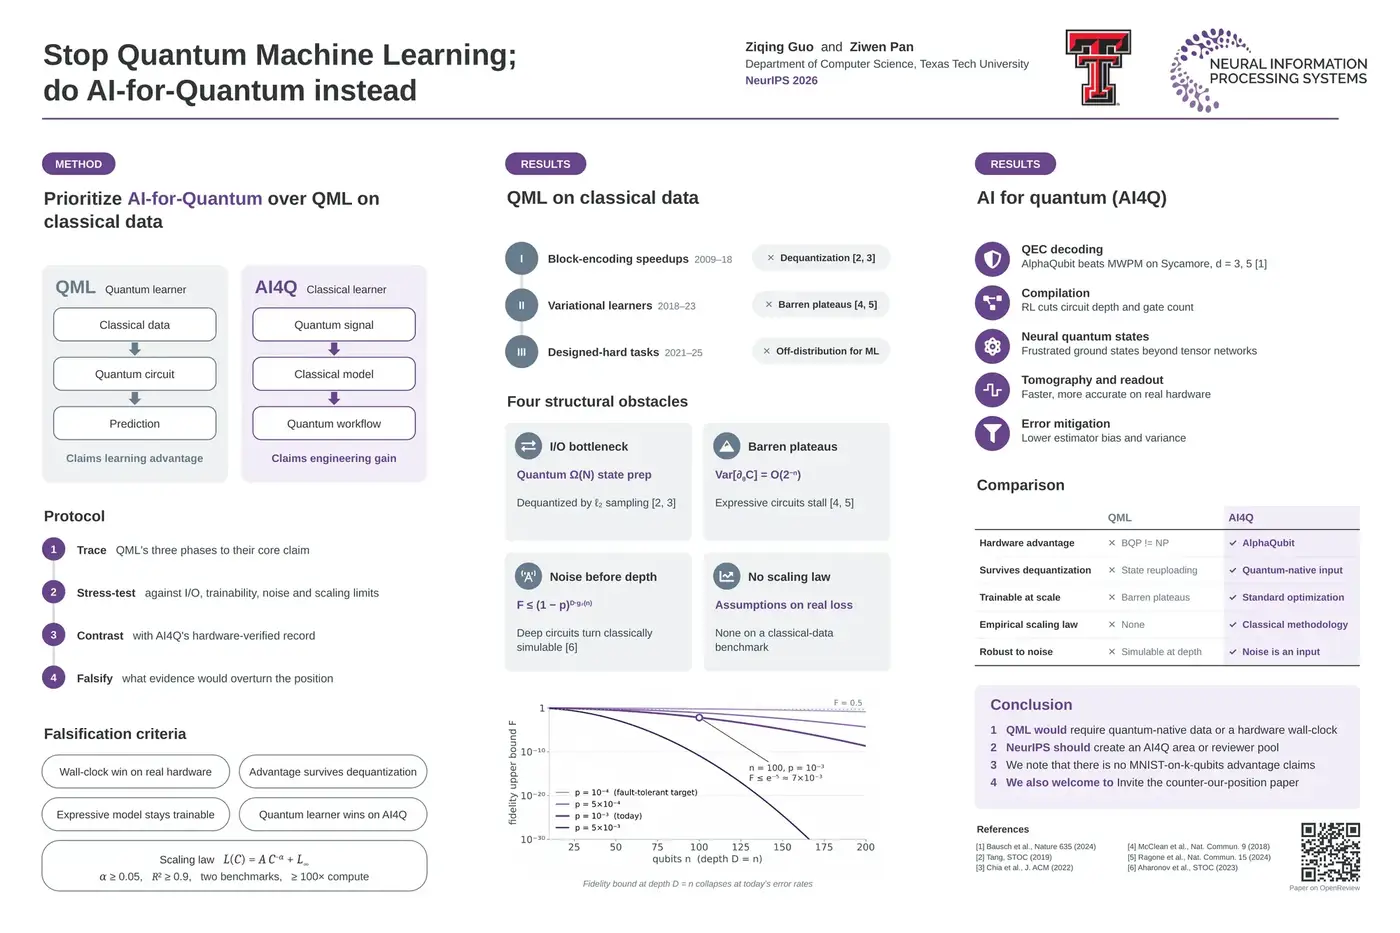 Stop Quantum Machine Learning;
do AI-for-Quantum instead
Ziqing Guo and Ziwen Pan
Department of Computer Science, Texas Tech University
NeurIPS 2026
NEURAL INFORMATION
PROCESSING SYSTEMS
METHOD
Prioritize AI-for-Quantum over QML on
classical data
QML Quantum learner
Classical data
Quantum circuit
Prediction
Claims learning advantage
AI4Q Classical learner
Quantum signal
Classical model
Quantum workflow
Claims engineering gain
Protocol
1 Trace QML's three phases to their core claim
2 Stress-test against I/O, trainability, noise and scaling limits
3 Contrast with AI4Q's hardware-verified record
4 Falsify what evidence would overturn the position
Falsification criteria
Wall-clock win on real hardware
Advantage survives dequantization
Expressive model stays trainable
Quantum learner wins on AI4Q
Scaling law L(C) = A C⁻ᵅ + L∞
α ≥ 0.05, R² ≥ 0.9, two benchmarks, ≥ 100× compute
RESULTS
QML on classical data
I Block-encoding speedups 2009–18 × Dequantization [2, 3]
II Variational learners 2018–23 × Barren plateaus [4, 5]
III Designed-hard tasks 2021–25 × Off-distribution for ML
Four structural obstacles
I/O bottleneck
Quantum Ω(N) state prep
Dequantized by ℓ₂ sampling [2, 3]
Barren plateaus
Var[∂θC] = O(2⁻ⁿ)
Expressive circuits stall [4, 5]
Noise before depth
F ≤ (1 − p)^D·g₂(n)
Deep circuits turn classically
simulable [6]
No scaling law
Assumptions on real loss
None on a classical-data
benchmark
fidelity upper bound F
1
10⁻¹⁰
10⁻²⁰
10⁻³⁰
F = 0.5
n = 100, p = 10⁻³
F ≤ e⁻⁵ ≈ 7×10⁻³
p = 10⁻⁴ (fault-tolerant target)
p = 5×10⁻⁴
p = 10⁻³ (today)
p = 5×10⁻³
25 50 75 100 125 150 175 200
qubits n (depth D = n)
Fidelity bound at depth D = n collapses at today's error rates
RESULTS
AI for quantum (AI4Q)
QEC decoding
AlphaQubit beats MWPM on Sycamore, d = 3, 5 [1]
Compilation
RL cuts circuit depth and gate count
Neural quantum states
Frustrated ground states beyond tensor networks
Tomography and readout
Faster, more accurate on real hardware
Error mitigation
Lower estimator bias and variance
Comparison
QML AI4Q
Hardware advantage × BQP != NP ✓ AlphaQubit
Survives dequantization × State reuploading ✓ Quantum-native input
Trainable at scale × Barren plateaus ✓ Standard optimization
Empirical scaling law × None ✓ Classical methodology
Robust to noise × Simulable at depth ✓ Noise is an input
Conclusion
1 QML would require quantum-native data or a hardware wall-clock
2 NeurIPS should create an AI4Q area or reviewer pool
3 We note that there is no MNIST-on-k-qubits advantage claims
4 We also welcome to Invite the counter-our-position paper
References
[1] Bausch et al., Nature 635 (2024)
[2] Tang, STOC (2019)
[3] Chia et al., J. ACM (2022)
[4] McClean et al., Nat. Commun. 9 (2018)
[5] Ragone et al., Nat. Commun. 15 (2024)
[6] Aharonov et al., STOC (2023)
Paper on OpenReview